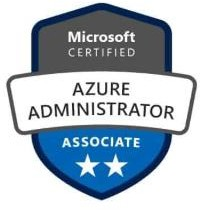 Microsoft
CERTIFIED
AZURE
ADMINISTRATOR
ASSOCIATE